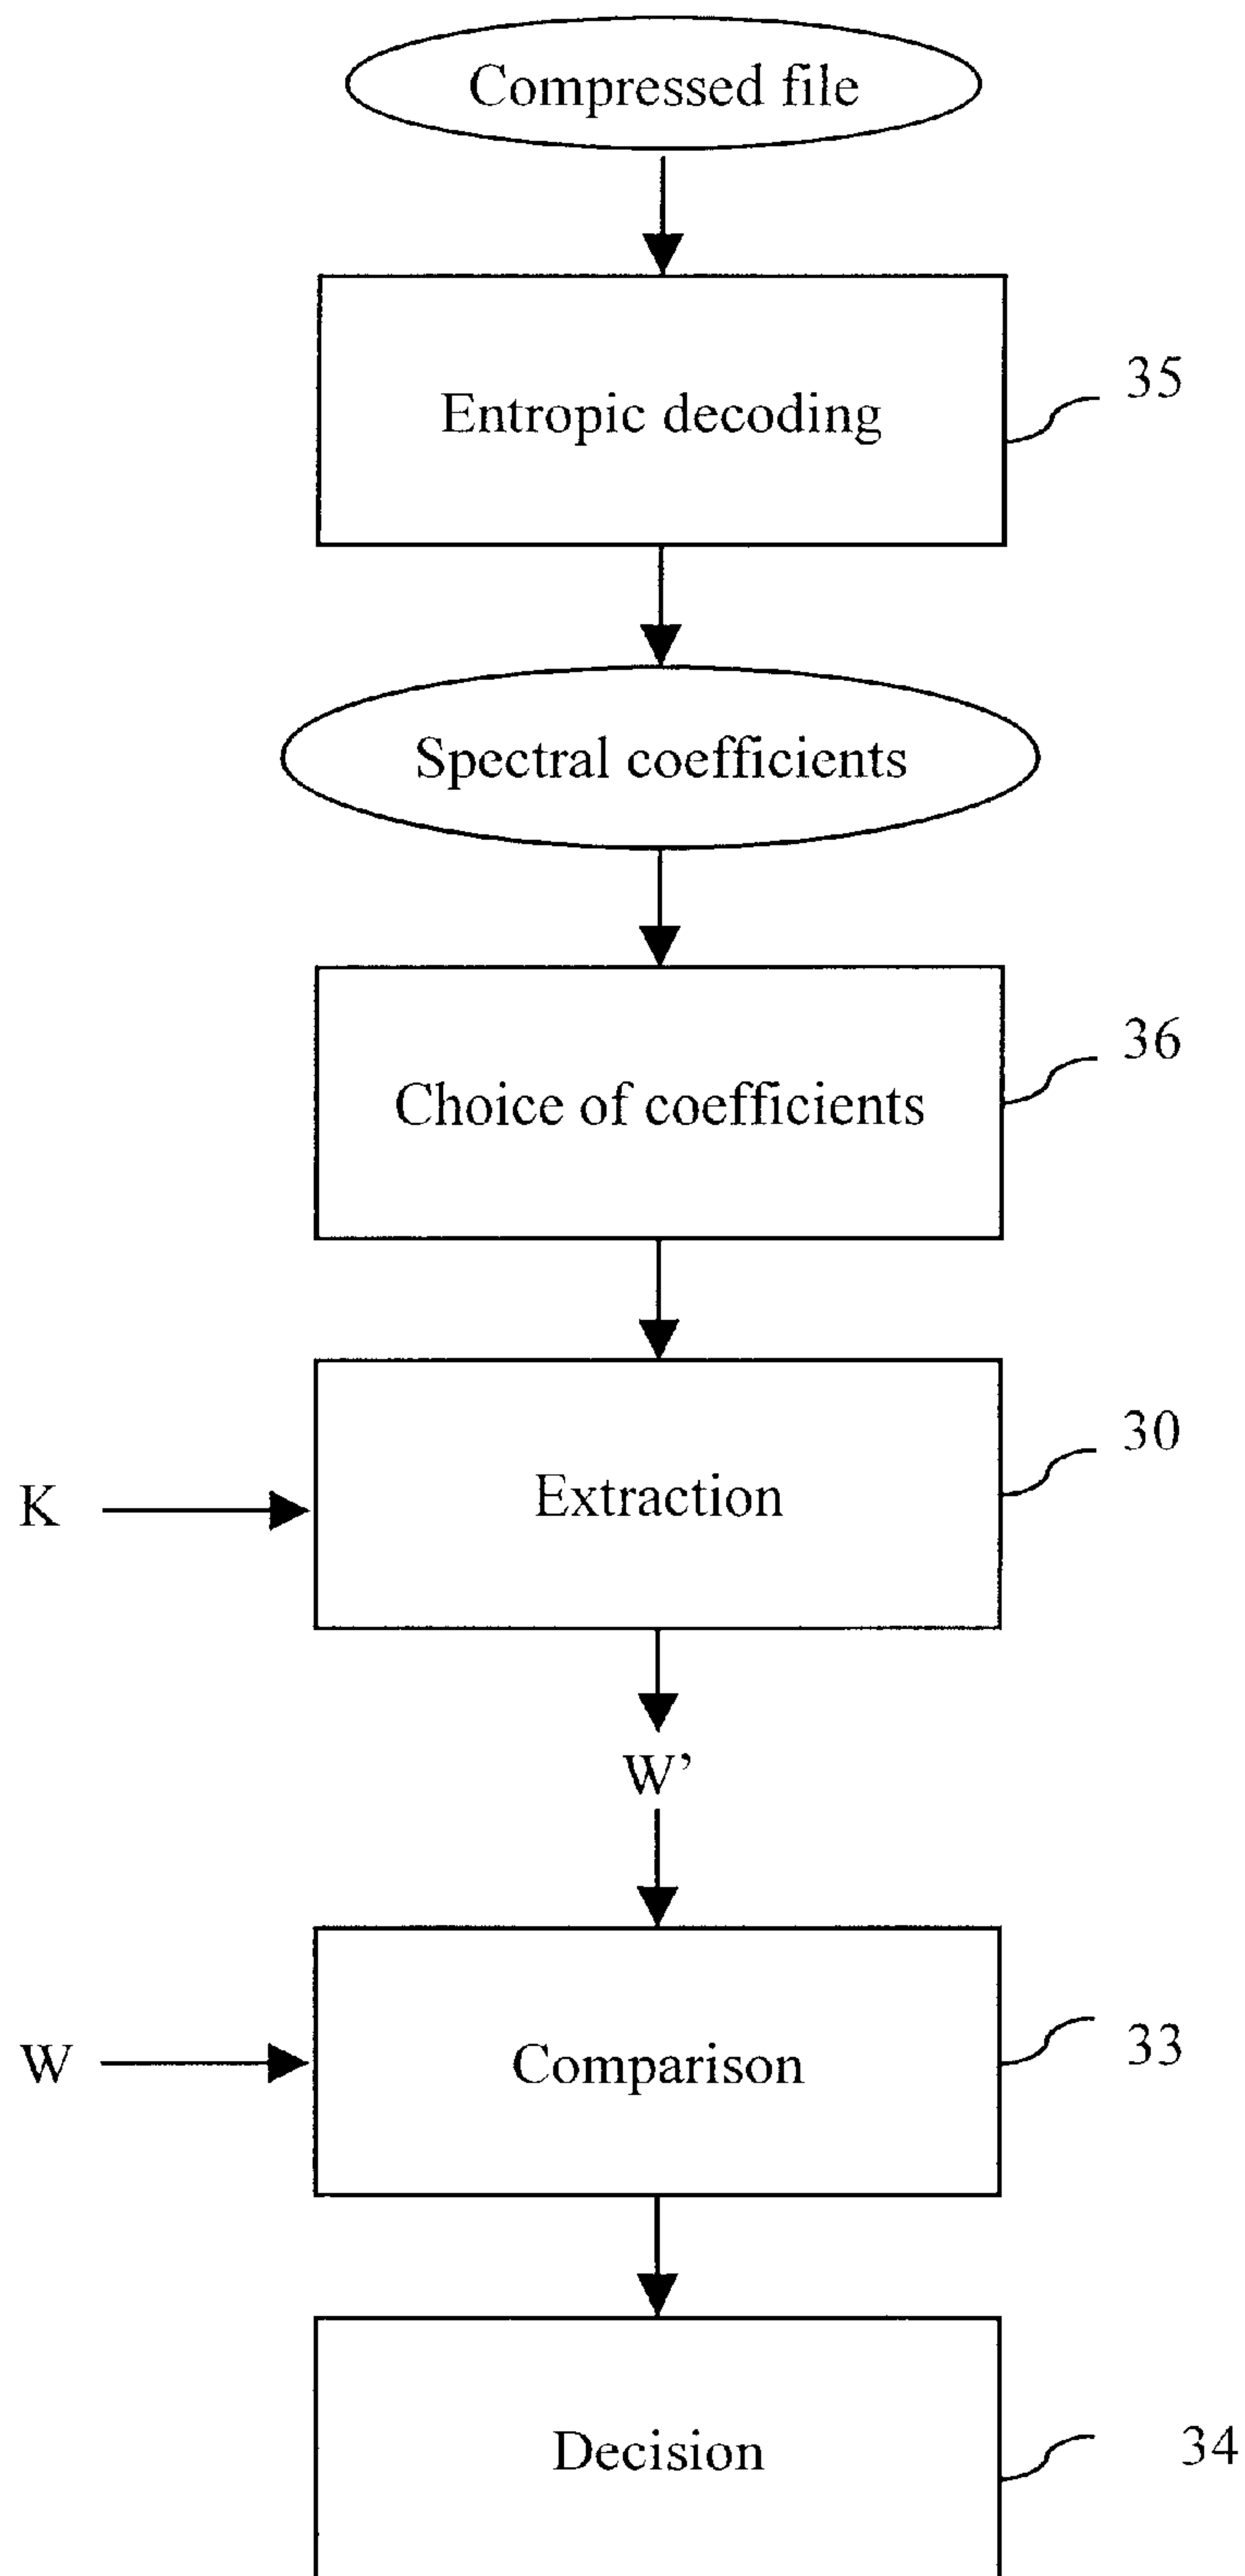 Compressed file
Entropic decoding
35
Spectral coefficients
Choice of coefficients
36
Extraction
30
K
W’
W
Comparison
33
Decision
34